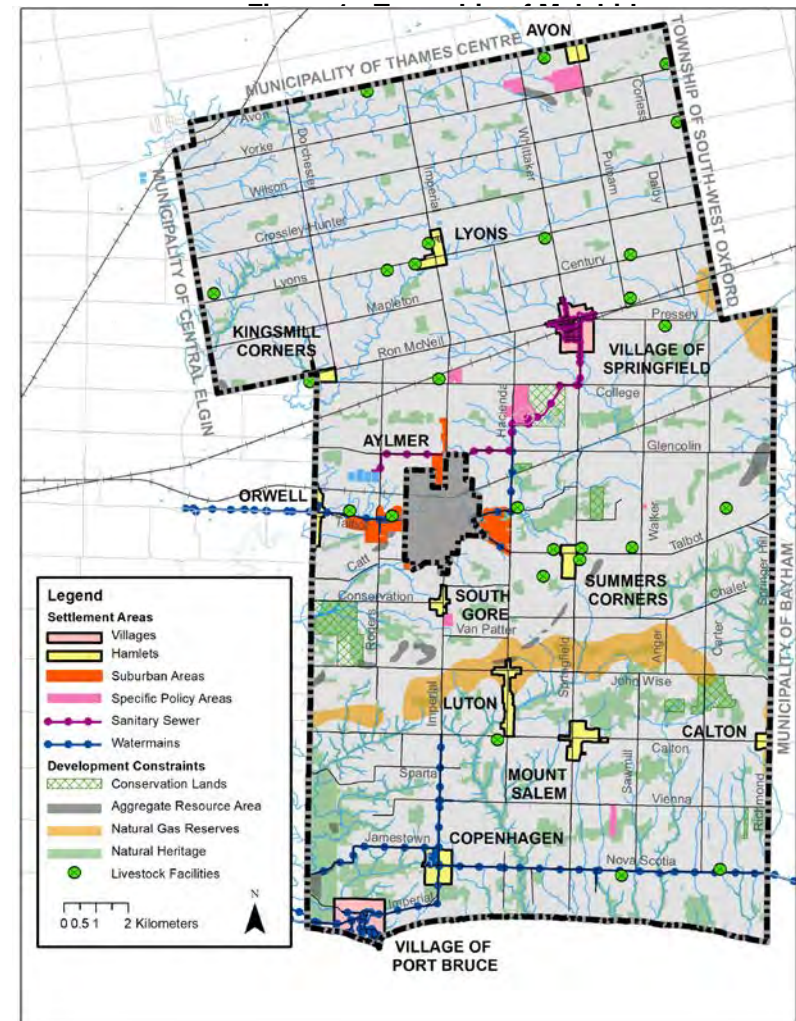 AVON
MUNICIPALITY OF THAMES CENTRE
TOWNSHIP OF SOUTH-WEST OXFORD
MUNICIPALITY OF CENTRAL ELGIN
Avon
Yorke
Wilson
Crossley-Hunter
Lyons
Mapleton
Ron McNeil
Dorchester
Imperial
Whittaker
Putnam
Corless
Dalby
LYONS
Century
Pressey
KINGSMILL
CORNERS
VILLAGE OF
SPRINGFIELD
College
Hacienda
Glencolin
AYLMER
ORWELL
Talbot
Catt
Walker
Talbot
SUMMERS
CORNERS
Chalet
Springer Hill
MUNICIPALITY OF BAYHAM
Conservation
SOUTH
GORE
Rogers
Van Patter
Springfield
Anger
Carter
John Wise
Imperial
LUTON
CALTON
Calton
MOUNT
SALEM
Sawmill
Sparta
Vienna
Richmond
Jamestown
COPENHAGEN
Nova Scotia
Imperial
VILLAGE OF
PORT BRUCE
Legend
Settlement Areas
Villages
Hamlets
Suburban Areas
Specific Policy Areas
Sanitary Sewer
Watermains
Development Constraints
Conservation Lands
Aggregate Resource Area
Natural Gas Reserves
Natural Heritage
Livestock Facilities
N
0 0.5 1 2 Kilometers